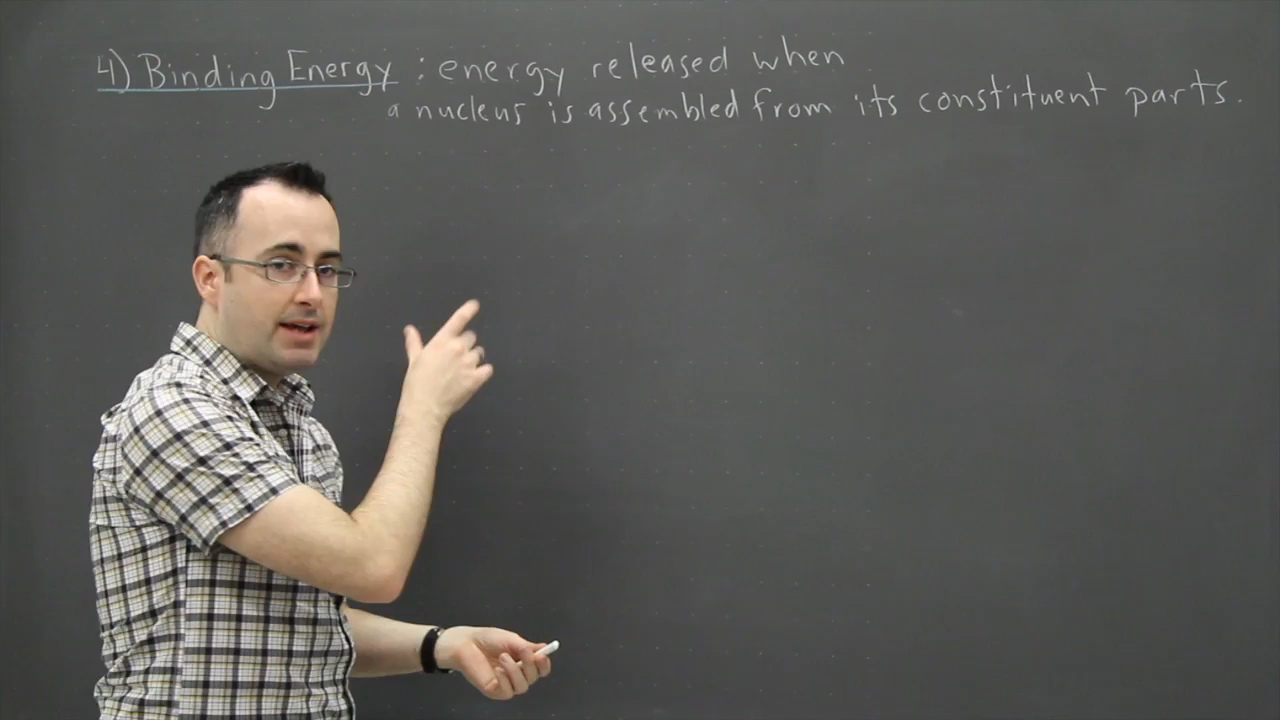 4) Binding Energy : energy released when
a nucleus is assembled from its constituent parts.